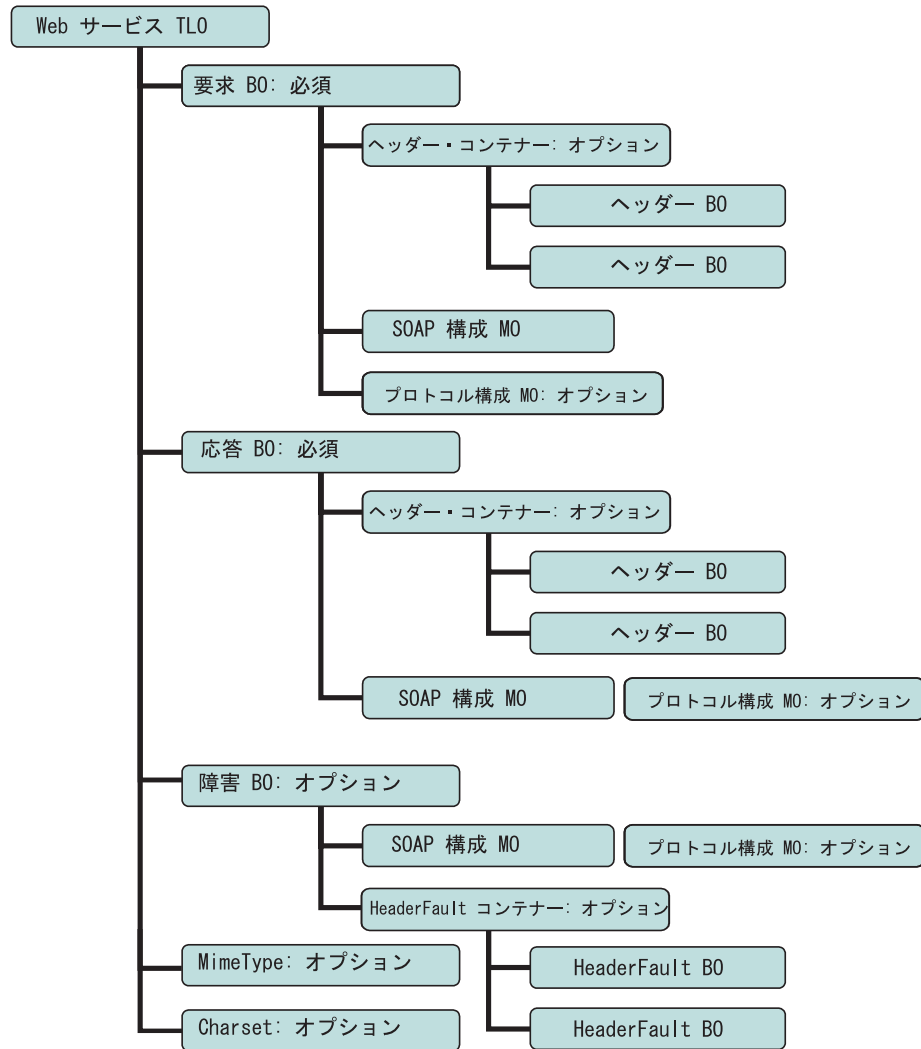 Web サービス TLO
要求 BO: 必須
ヘッダー・コンテナー: オプション
ヘッダー BO
ヘッダー BO
SOAP 構成 MO
プロトコル構成 MO: オプション
応答 BO: 必須
ヘッダー・コンテナー: オプション
ヘッダー BO
ヘッダー BO
SOAP 構成 MO
プロトコル構成 MO: オプション
障害 BO: オプション
SOAP 構成 MO
プロトコル構成 MO: オプション
HeaderFault コンテナー: オプション
MimeType: オプション
HeaderFault BO
Charset: オプション
HeaderFault BO